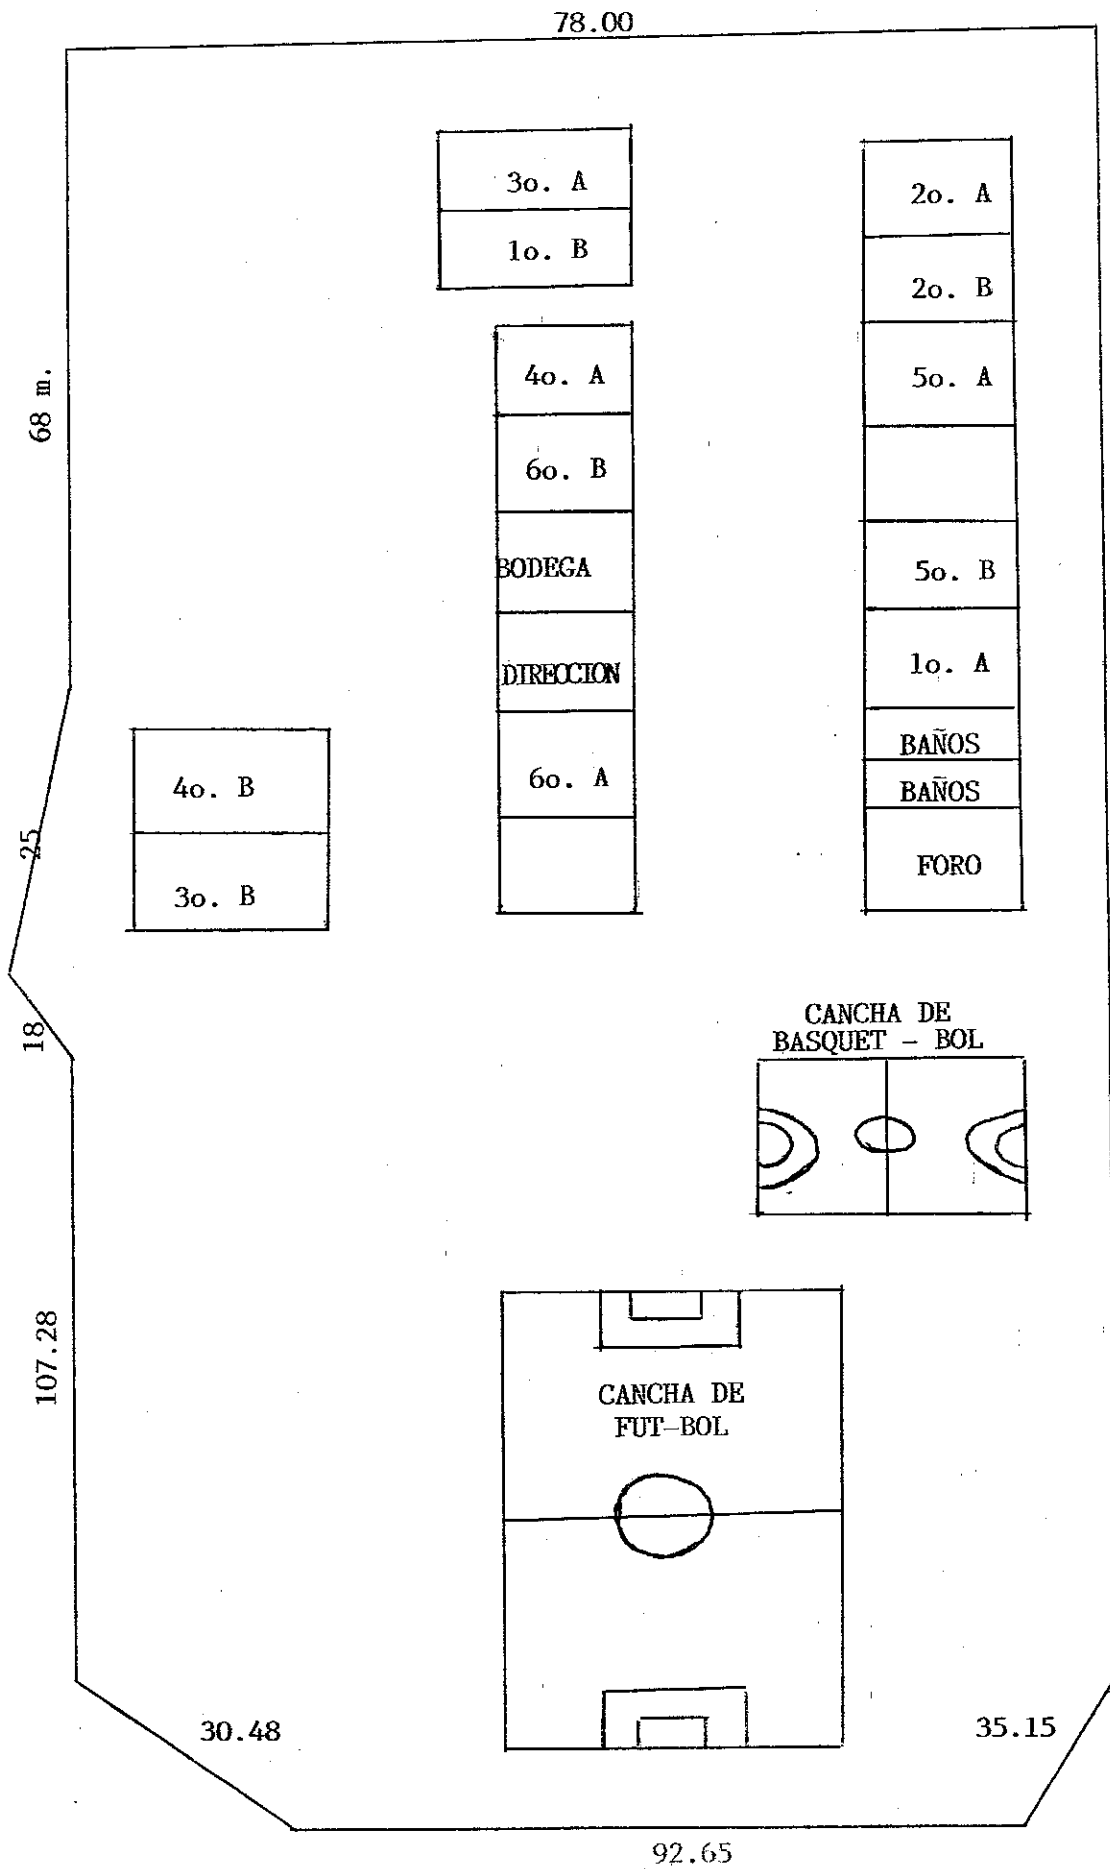 78.00
3o. A
1o. B
2o. A
2o. B
5o. A
4o. A
6o. B
BODEGA
DIRECCION
6o. A
5o. B
1o. A
BAÑOS
BAÑOS
FORO
68 m.
4o. B
3o. B
25
18
CANCHA DE
BASQUET - BOL
107.28
CANCHA DE
FUT-BOL
30.48
35.15
92.65